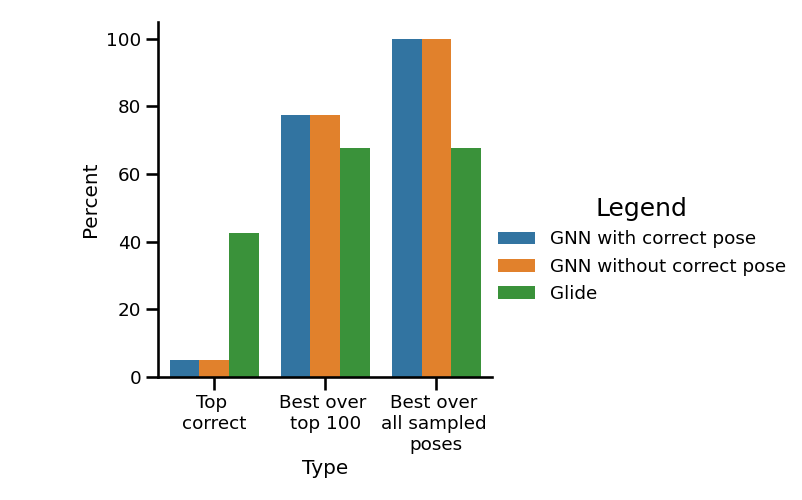 100
80
60
40
20
0
Percent
Top
correct
Best over
top 100
Best over
all sampled
poses
Type
Legend
GNN with correct pose
GNN without correct pose
Glide